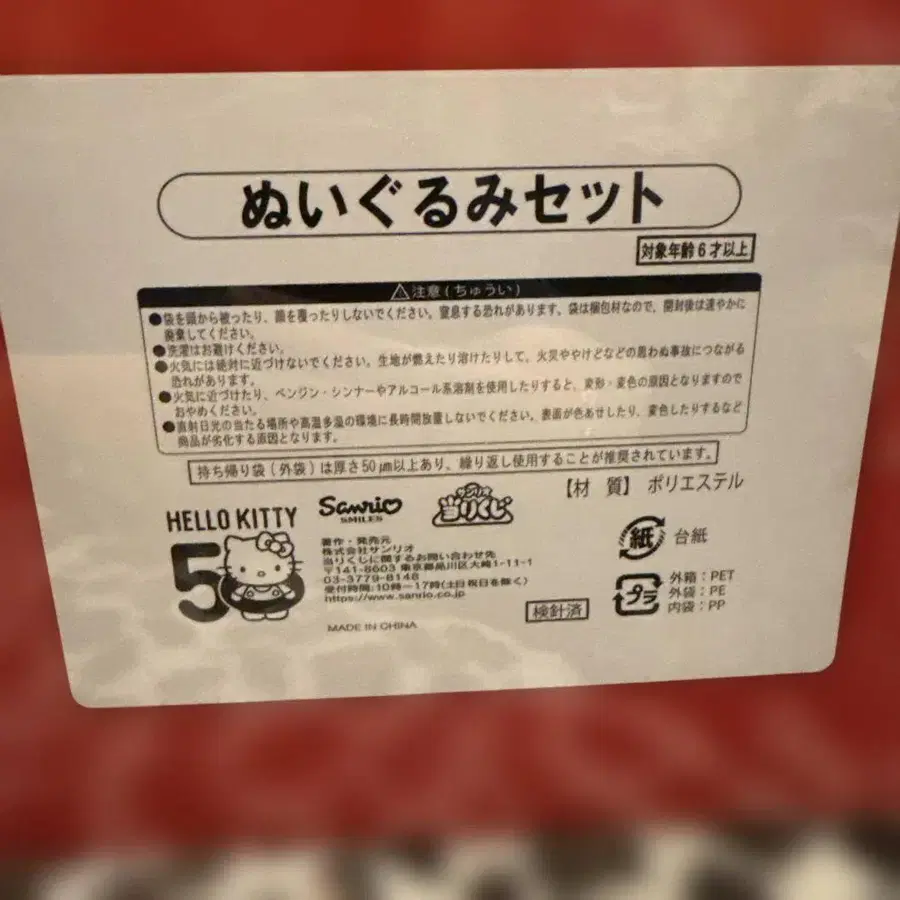 ぬいぐるみセット
対象年齢6才以上
⚠注意(ちゅうい)
●袋を頭から被ったり、顔を覆ったりしないでください。窒息する恐れがあります。袋は梱包材なので、開封後は速やかに
廃棄してください。
●洗濯はお避けください。
●火気には絶対に近づけないでください。生地が燃えたり溶けたりして、火災ややけどなどの思わぬ事故につながる
恐れがあります。
●火気に近づけたり、ベンジン・シンナーやアルコール系溶剤を使用したりすると、変形・変色の原因となりますので
おやめください。
●直射日光の当たる場所や高温多湿の環境に長時間放置しないでください。表面が色あせしたり、変色したりするなど
商品が劣化する原因となります。
持ち帰り袋(外袋)は厚さ50μm以上あり、繰り返し使用することが推奨されています。
【材 質】 ポリエステル
HELLO KITTY
50
Sanrio
SMILES
サンリオ
当りくじ
著作・発売元
株式会社サンリオ
当りくじに関するお問い合わせ先
〒141-8603 東京都品川区大崎1-11-1
03-3779-8148
受付時間:10時〜17時(土日祝日を除く)
https://www.sanrio.co.jp
MADE IN CHINA
検針済
紙
台紙
プラ
外箱:PET
外袋:PE
内袋:PP